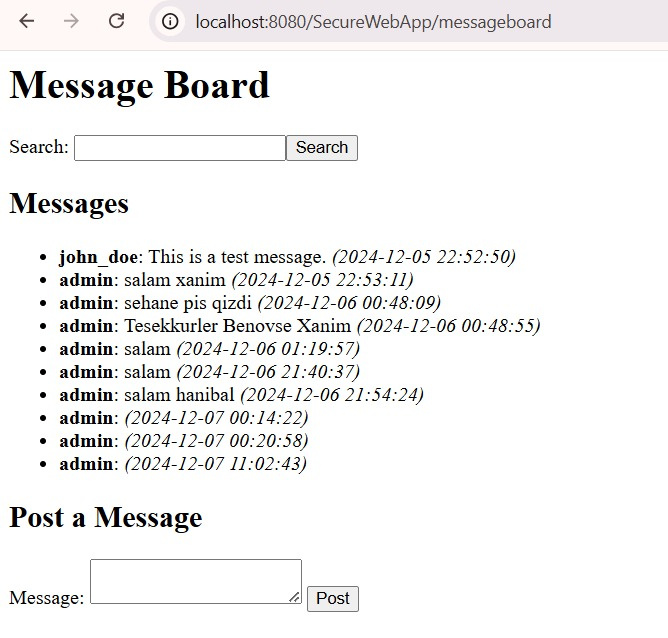 localhost:8080/SecureWebApp/messageboard
Message Board
Search: Search
Messages
john_doe: This is a test message. (2024-12-05 22:52:50)
admin: salam xanim (2024-12-05 22:53:11)
admin: sehane pis qizdi (2024-12-06 00:48:09)
admin: Tesekkurler Benovse Xanim (2024-12-06 00:48:55)
admin: salam (2024-12-06 01:19:57)
admin: salam (2024-12-06 21:40:37)
admin: salam hanibal (2024-12-06 21:54:24)
admin: (2024-12-07 00:14:22)
admin: (2024-12-07 00:20:58)
admin: (2024-12-07 11:02:43)
Post a Message
Message: Post